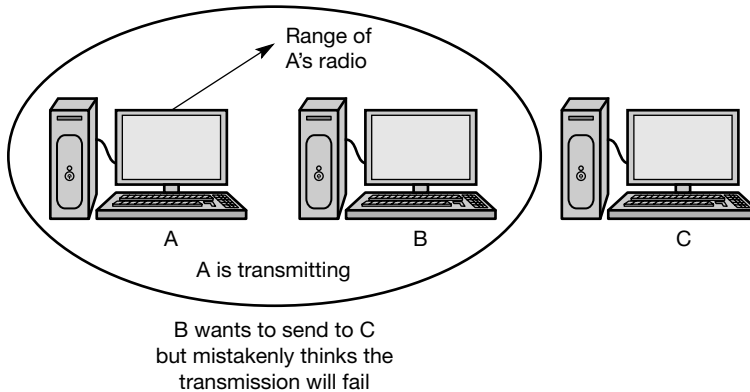 Range of
A's radio
A
B
C
A is transmitting
B wants to send to C
but mistakenly thinks the
transmission will fail